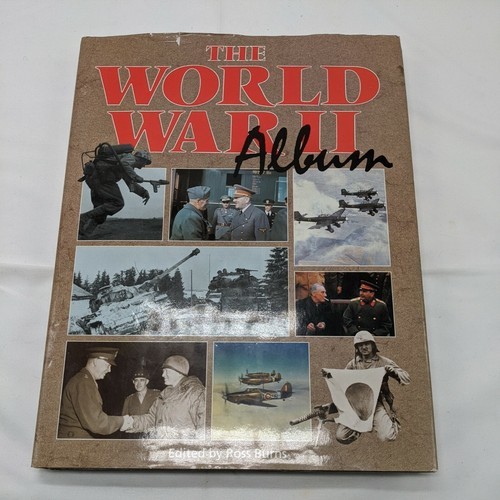 THE
WORLD
WAR II
Album
Edited by Ross Burns